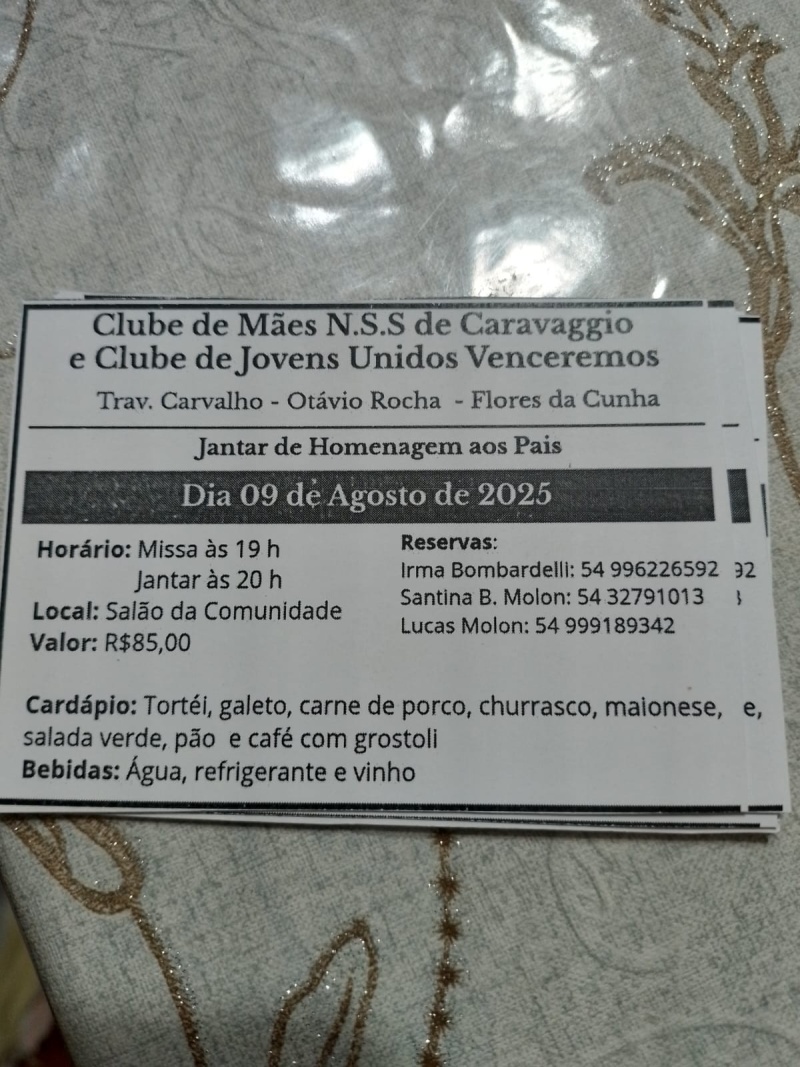 Clube de Mães N.S.S de Caravaggio
e Clube de Jovens Unidos Venceremos
Trav. Carvalho - Otávio Rocha - Flores da Cunha
Jantar de Homenagem aos Pais
Dia 09 de Agosto de 2025
Horário: Missa às 19 h
Jantar às 20 h
Local: Salão da Comunidade
Valor: R$85,00
Reservas:
Irma Bombardelli: 54 996226592
Santina B. Molon: 54 32791013
Lucas Molon: 54 999189342
Cardápio: Tortéi, galeto, carne de porco, churrasco, maionese,
salada verde, pão e café com grostoli
Bebidas: Água, refrigerante e vinho
92
e,